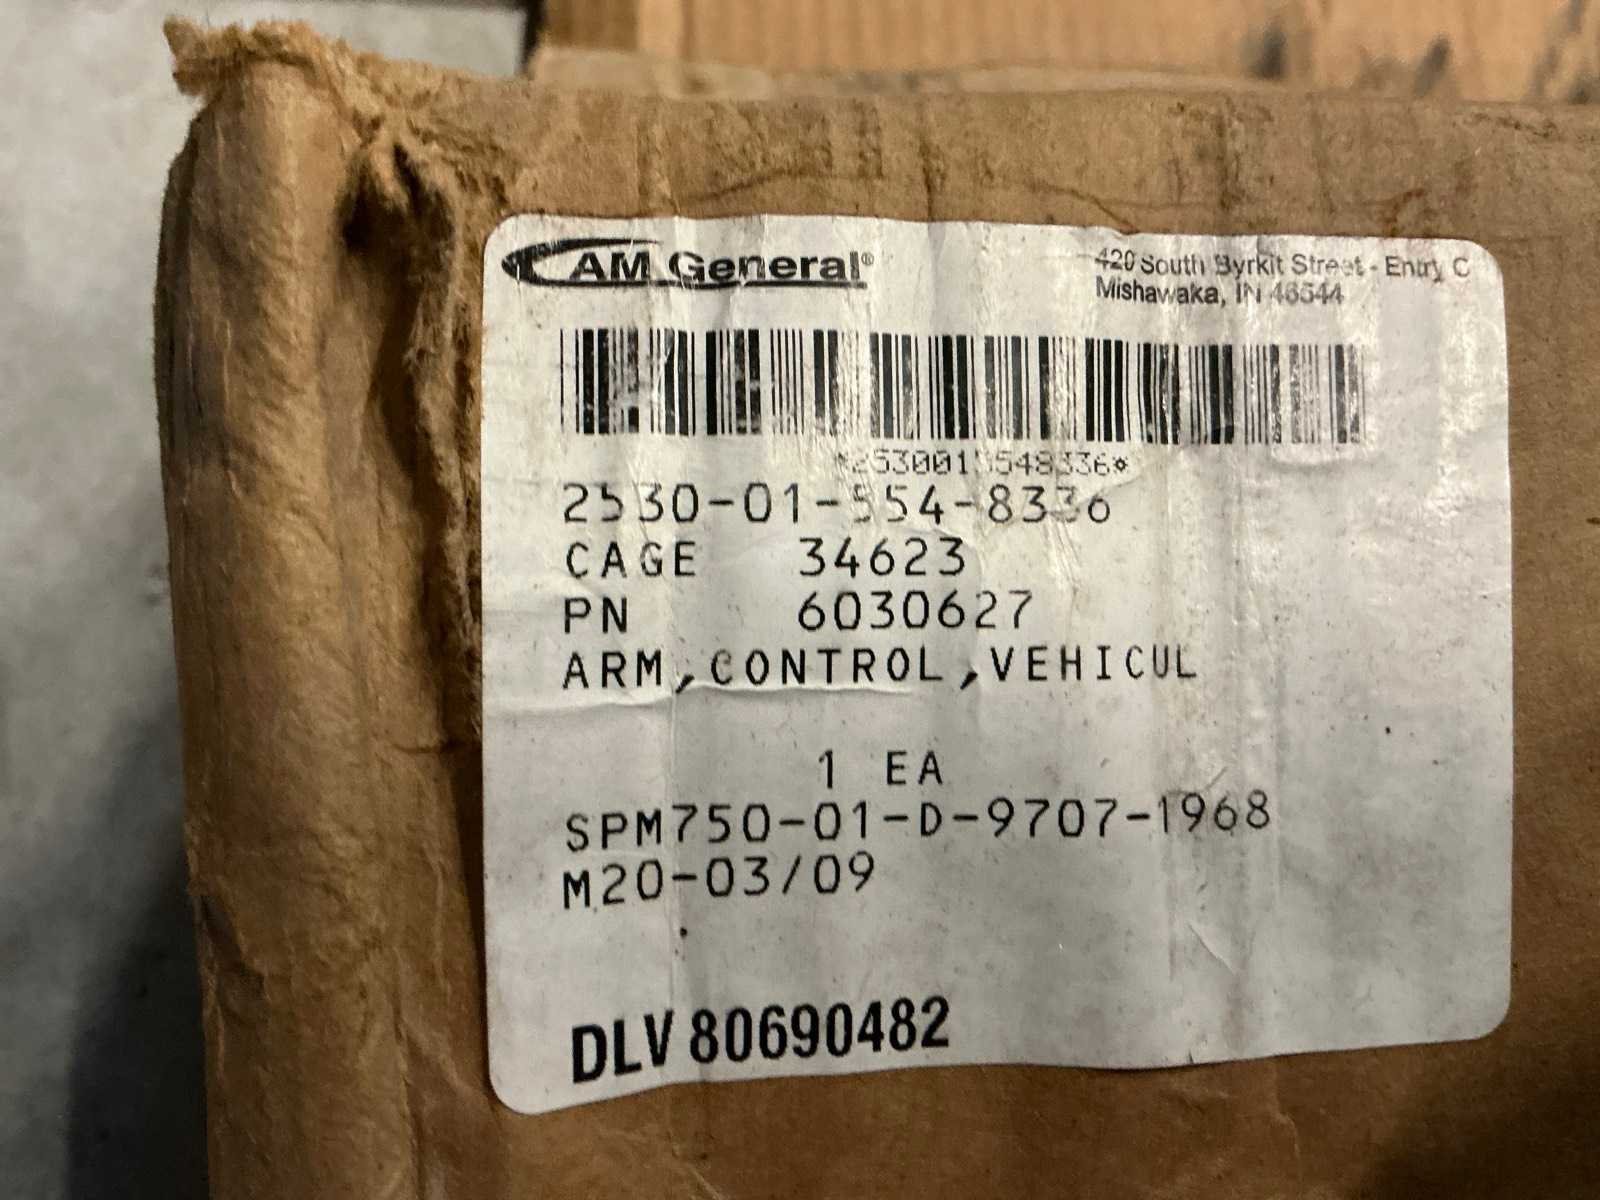 AM General®
420 South Byrkit Street - Entry C
Mishawaka, IN 46544
*2530015548336*
2530-01-554-8336
CAGE 34623
PN 6030627
ARM,CONTROL,VEHICUL
1 EA
SPM750-01-D-9707-1968
M20-03/09
DLV 80690482